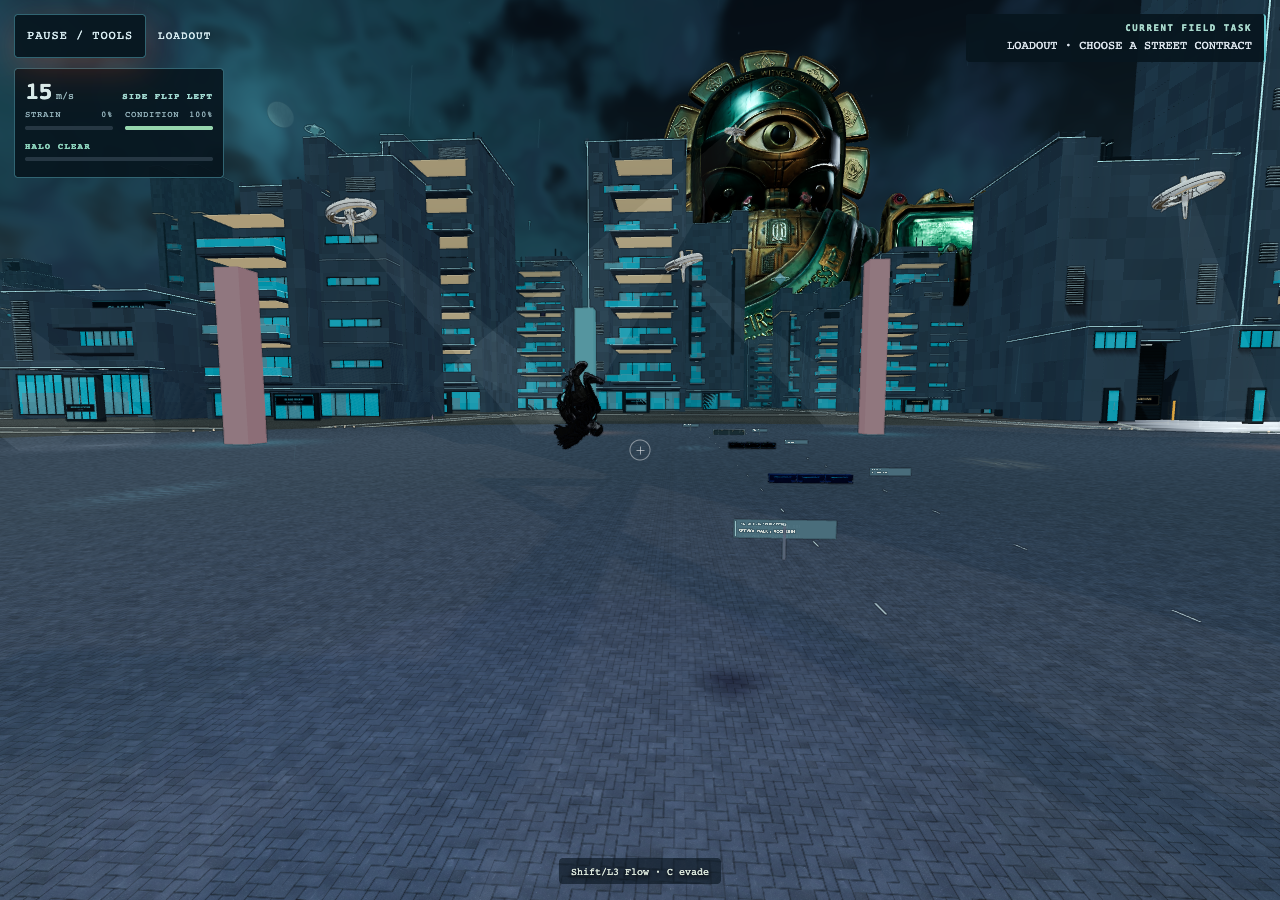 PAUSE / TOOLS
LOADOUT
CURRENT FIELD TASK
LOADOUT · CHOOSE A STREET CONTRACT
15 m/s
SIDE FLIP LEFT
STRAIN 0%
CONDITION 100%
HALO CLEAR
Shift/L3 Flow · C evade